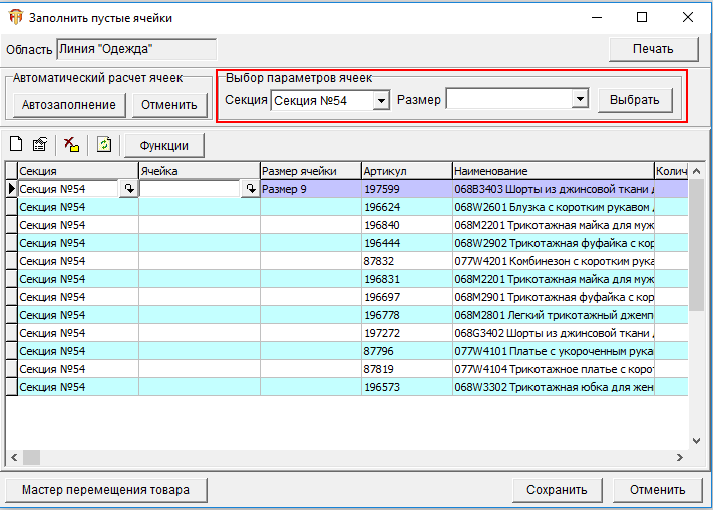 Заполнить пустые ячейки
Область Линия "Одежда" Печать
Автоматический расчет ячеек Выбор параметров ячеек
Автозаполнение Отменить Секция Секция №54 Размер Выбрать
Функции
Секция Ячейка Размер ячейки Артикул Наименование Колич
Секция №54 Размер 9 197599 068B3403 Шорты из джинсовой ткани д
Секция №54 196624 068W2601 Блузка с коротким рукавом
Секция №54 196840 068M2201 Трикотажная майка для муж
Секция №54 196444 068W2902 Трикотажная фуфайка с кор
Секция №54 87832 077W4201 Комбинезон с коротким рука
Секция №54 196831 068M2201 Трикотажная майка для муж
Секция №54 196697 068M2901 Трикотажная фуфайка с кор
Секция №54 196778 068M2801 Легкий трикотажный джемп
Секция №54 197272 068G3402 Шорты из джинсовой ткани д
Секция №54 87796 077W4101 Платье с укороченным рука
Секция №54 87819 077W4104 Трикотажное платье с корот
Секция №54 196573 068W3302 Трикотажная юбка для жен
Мастер перемещения товара Сохранить Отменить